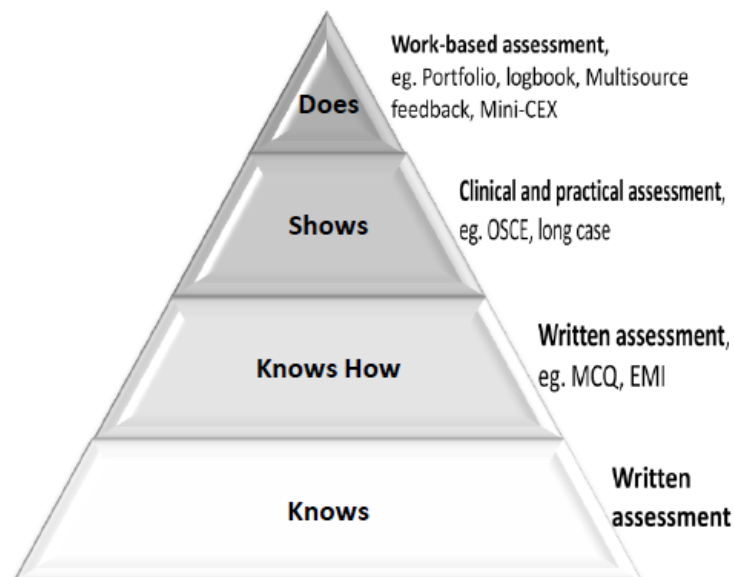 Does
Work-based assessment,
eg. Portfolio, logbook, Multisource
feedback, Mini-CEX
Shows
Clinical and practical assessment,
eg. OSCE, long case
Knows How
Written assessment,
eg. MCQ, EMI
Knows
Written
assessment